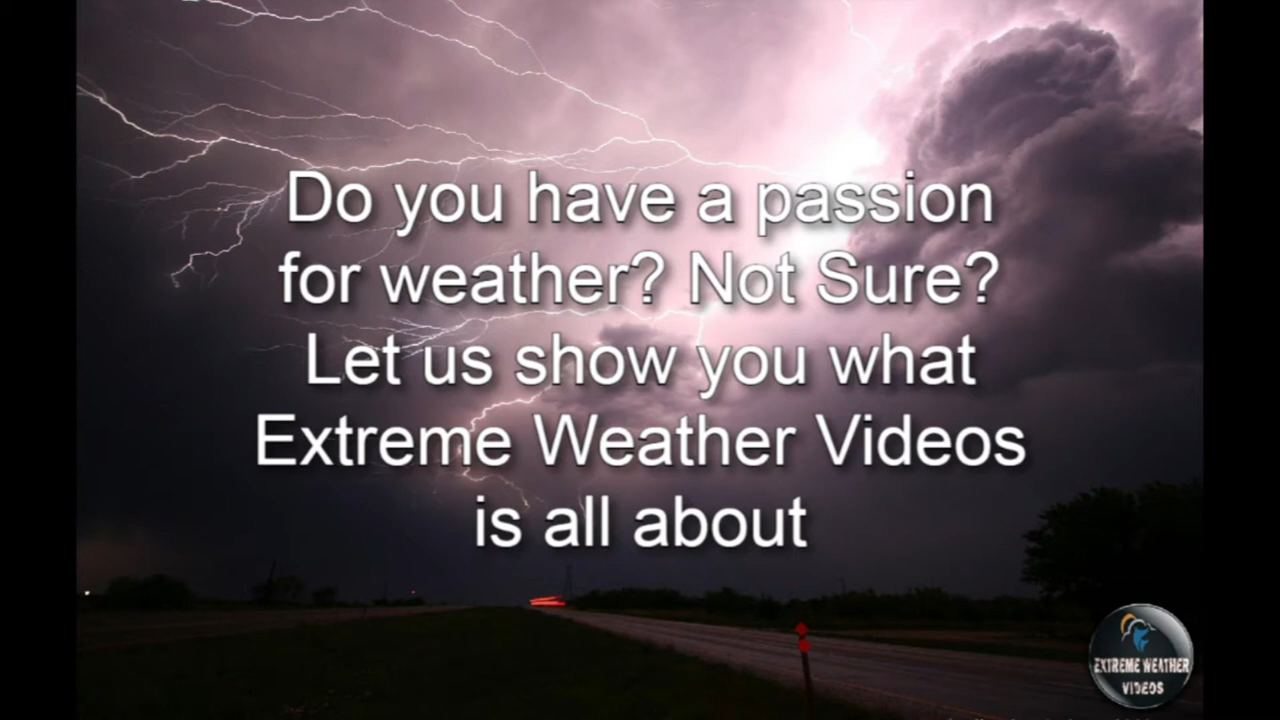 Do you have a passion
for weather? Not Sure?
Let us show you what
Extreme Weather Videos
is all about
EXTREME WEATHER
VIDEOS